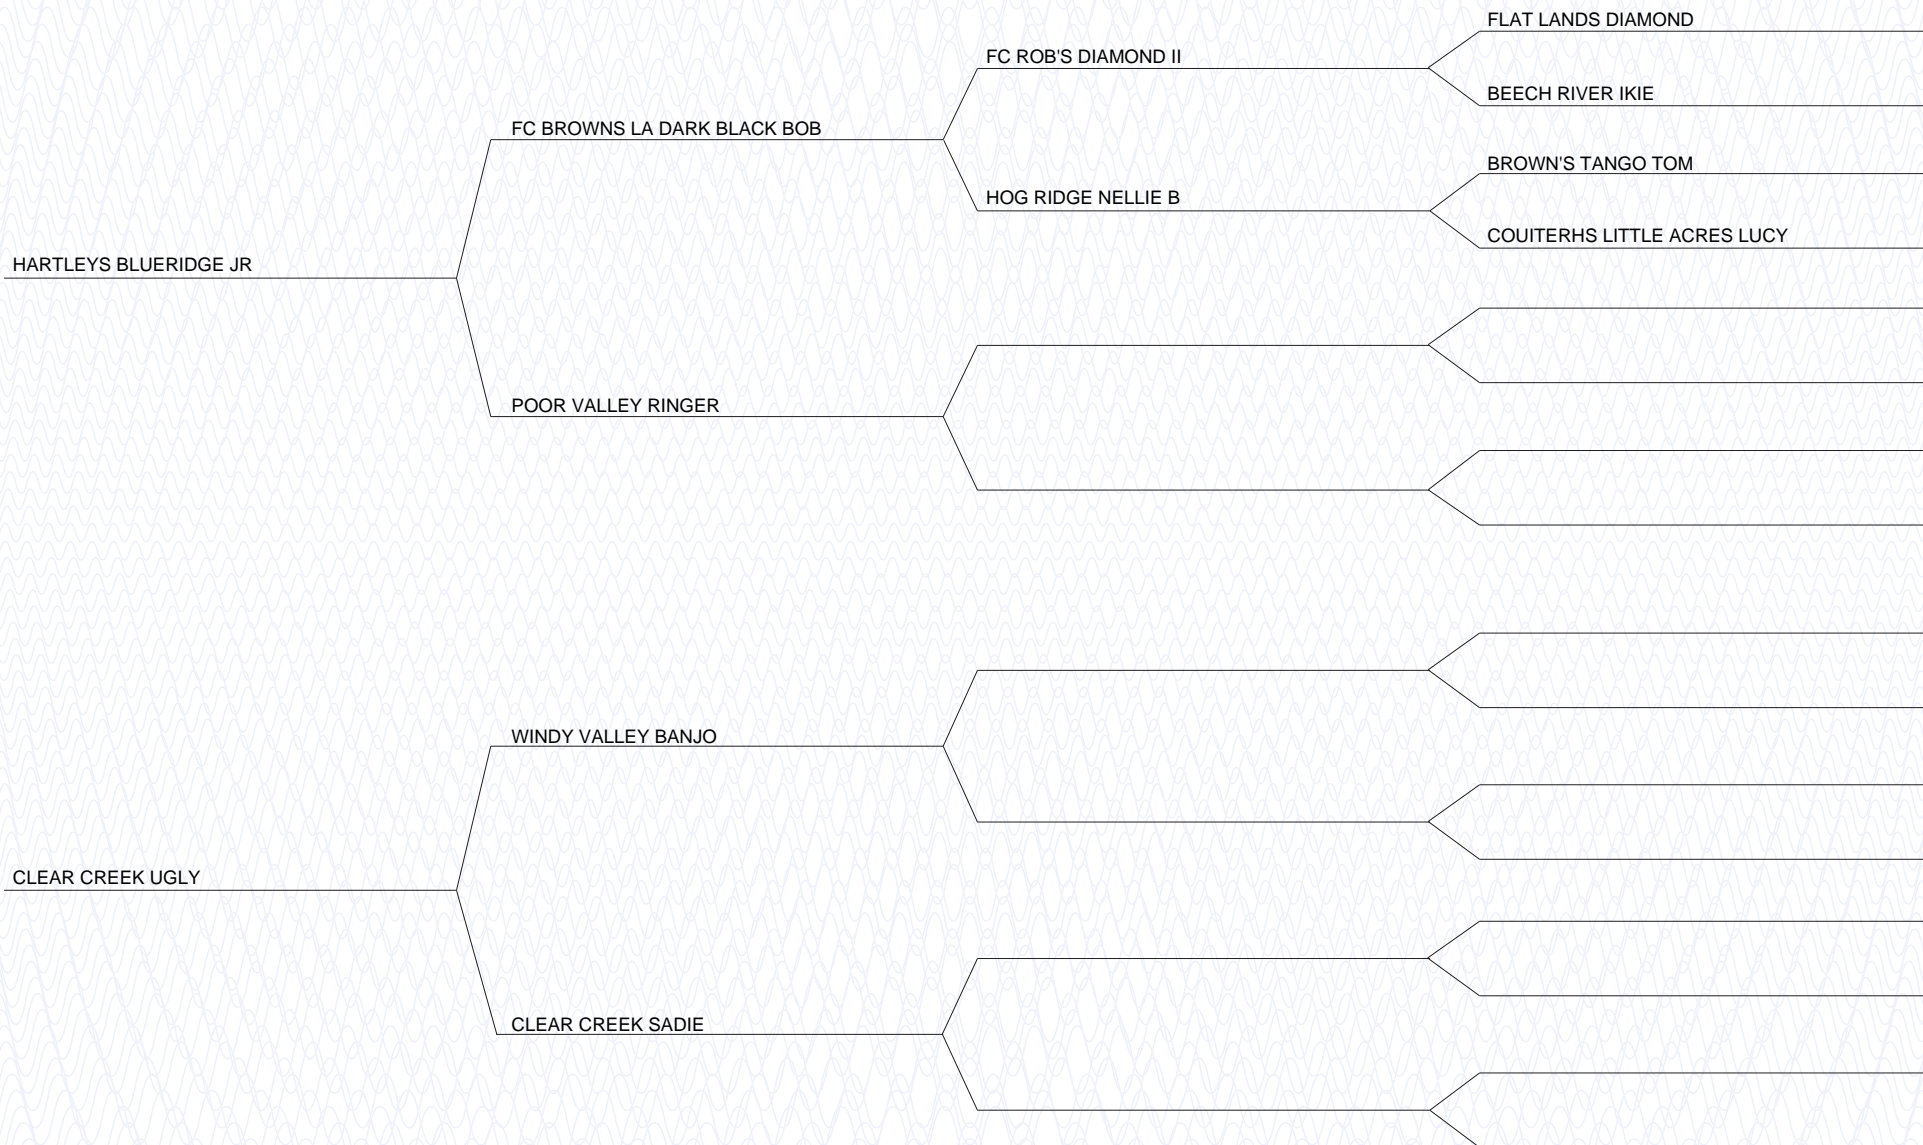 FLAT LANDS DIAMOND
FC ROB'S DIAMOND II
BEECH RIVER IKIE
FC BROWNS LA DARK BLACK BOB
BROWN'S TANGO TOM
HOG RIDGE NELLIE B
COUITERHS LITTLE ACRES LUCY
HARTLEYS BLUERIDGE JR
POOR VALLEY RINGER
WINDY VALLEY BANJO
CLEAR CREEK UGLY
CLEAR CREEK SADIE